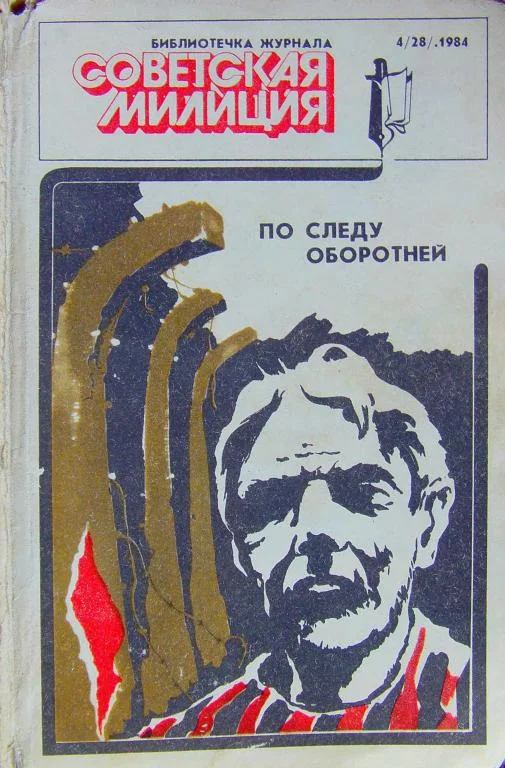 БИБЛИОТЕЧКА ЖУРНАЛА
4/28/.1984
СОВЕТСКАЯ
МИЛИЦИЯ
ПО СЛЕДУ
ОБОРОТНЕЙ